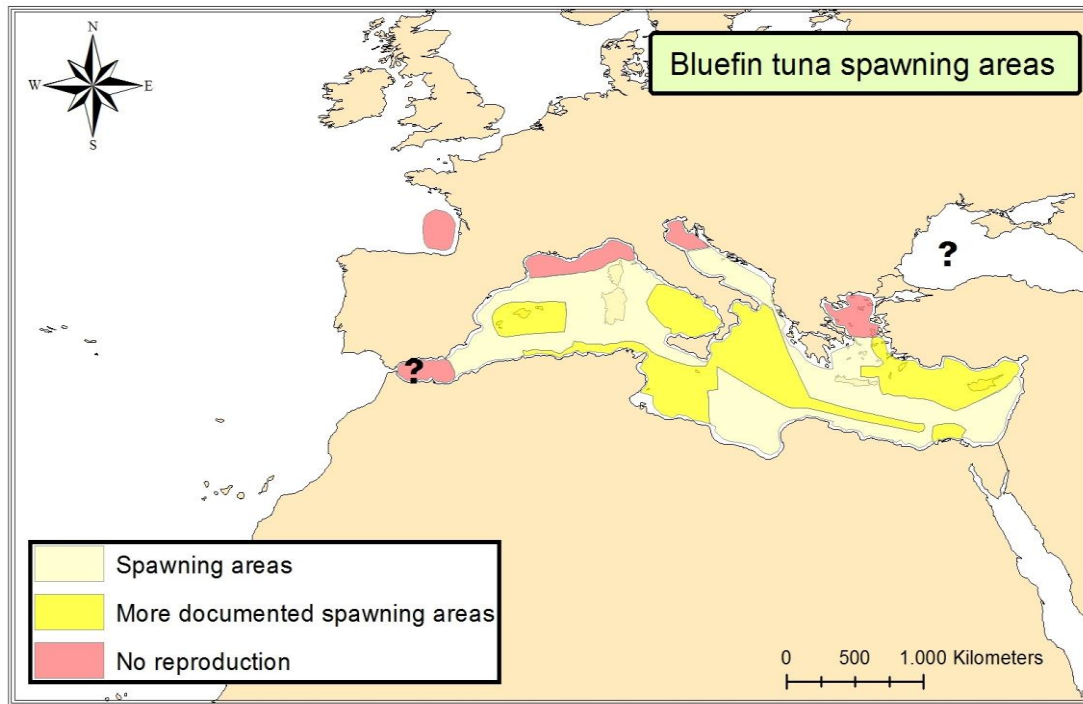 N
W E
S
Bluefin tuna spawning areas
?
?
Spawning areas
More documented spawning areas
No reproduction
0 500 1.000 Kilometers